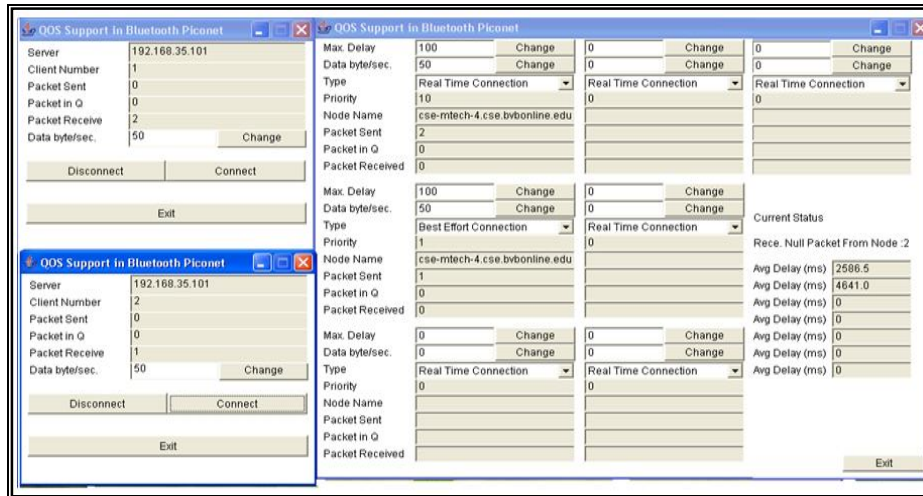 QOS Support in Bluetooth Piconet
Server 192.168.35.101
Client Number 1
Packet Sent 0
Packet in Q 0
Packet Receive 2
Data byte/sec. 50 Change
Disconnect Connect
Exit
QOS Support in Bluetooth Piconet
Server 192.168.35.101
Client Number 2
Packet Sent 0
Packet in Q 0
Packet Receive 1
Data byte/sec. 50 Change
Disconnect Connect
Exit
QOS Support in Bluetooth Piconet
Max. Delay 100 Change 0 Change 0 Change
Data byte/sec. 50 Change 0 Change 0 Change
Type Real Time Connection Real Time Connection Real Time Connection
Priority 10 0 0
Node Name cse-mtech-4.cse.bvbonline.edu
Packet Sent 2
Packet in Q 0
Packet Received 0
Max. Delay 100 Change 0 Change
Data byte/sec. 50 Change 0 Change
Type Best Effort Connection Real Time Connection
Priority 1 0
Node Name cse-mtech-4.cse.bvbonline.edu
Packet Sent 1
Packet in Q 0
Packet Received 0
Max. Delay 0 Change 0 Change
Data byte/sec. 0 Change 0 Change
Type Real Time Connection Real Time Connection
Priority 0 0
Node Name
Packet Sent
Packet in Q
Packet Received
Current Status
Rece. Null Packet From Node :2
Avg Delay (ms) 2586.5
Avg Delay (ms) 4641.0
Avg Delay (ms) 0
Avg Delay (ms) 0
Avg Delay (ms) 0
Avg Delay (ms) 0
Avg Delay (ms) 0
Exit